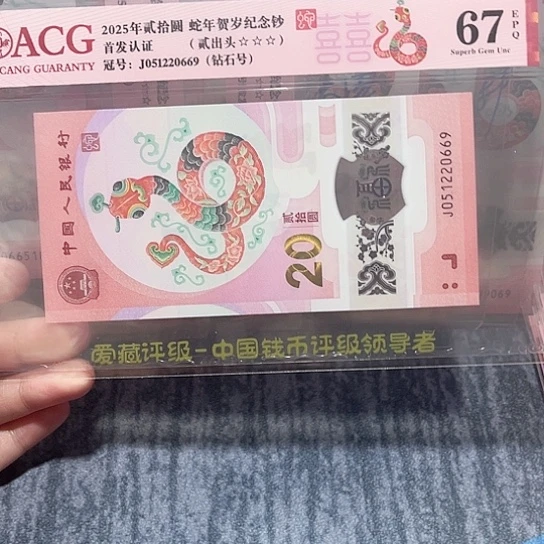 ACG
CANG GUARANTY
2025年贰拾圆 蛇年贺岁纪念钞
首发认证 （贰出头☆☆☆）
冠号：J051220669（钻石号）
67
EPQ
Superb Gem Unc
中国人民银行
贰拾圆
20
J051220669
爱藏评级-中国钱币评级领导者